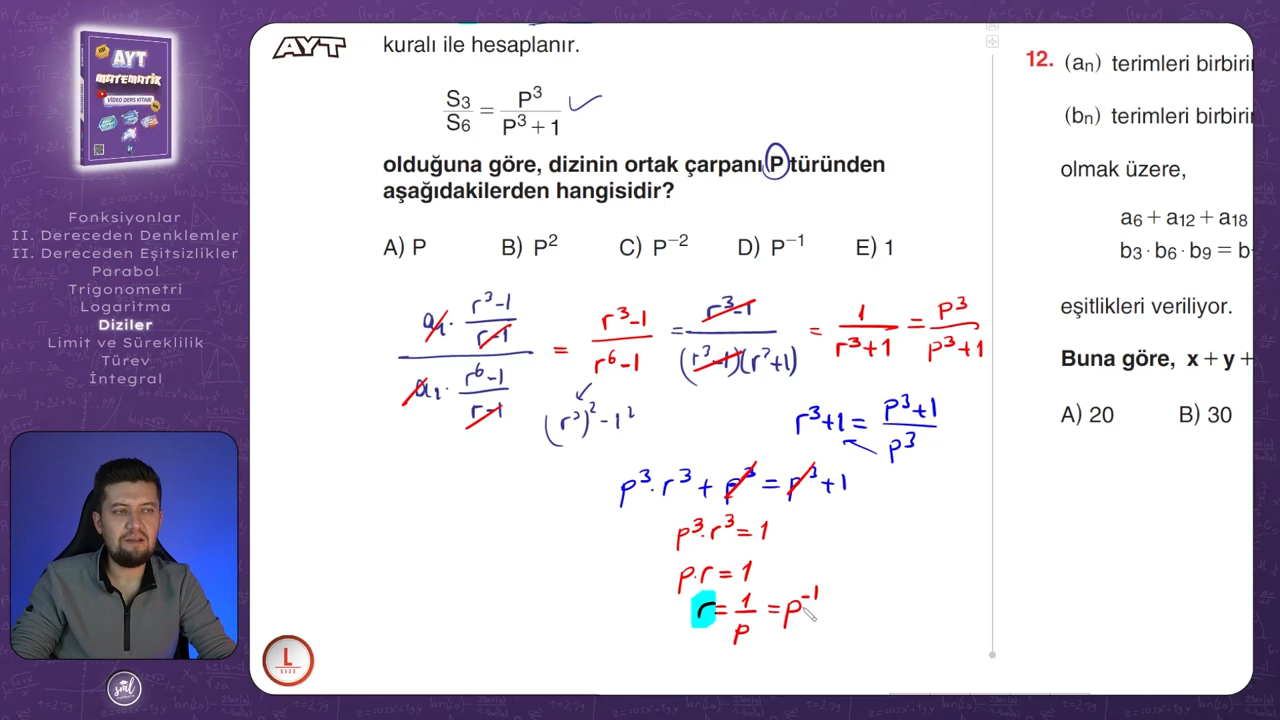 AYT
MATEMATİK
VİDEO DERS KİTABI
Fonksiyonlar
II. Dereceden Denklemler
II. Dereceden Eşitsizlikler
Parabol
Trigonometri
Logaritma
Diziler
Limit ve Süreklilik
Türev
İntegral
AYT
kuralı ile hesaplanır.
S₃/S₆ = P³/(P³ + 1)
olduğuna göre, dizinin ortak çarpanı P türünden
aşağıdakilerden hangisidir?
A) P B) P² C) P⁻² D) P⁻¹ E) 1
(a₁ · (r³-1)/(r-1)) / (a₁ · (r⁶-1)/(r-1)) = (r³-1)/(r⁶-1) = (r³-1)/((r³-1)(r³+1)) = 1/(r³+1) = p³/(p³+1)
(r³)² - 1²
r³+1 = (p³+1)/p³
p³·r³ + p³ = p³+1
p³·r³ = 1
p·r = 1
r = 1/p = p⁻¹
L
SIZE
sml
12. (aₙ) terimleri birbirin
(bₙ) terimleri birbirin
olmak üzere,
a₆ + a₁₂ + a₁₈
b₃ · b₆ · b₉ = b
eşitlikleri veriliyor.
Buna göre, x + y +
A) 20 B) 30